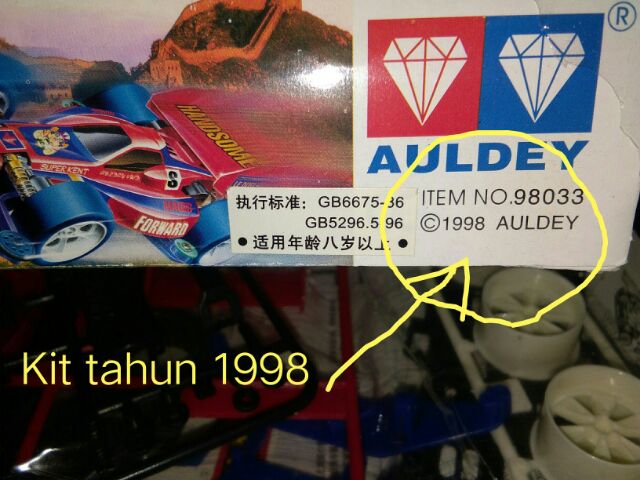 ®
AULDEY
ITEM NO.98033
©1998 AULDEY
执行标准：GB6675-86
GB5296.5-96
● 适用年龄八岁以上 ●
HANDSOME
SUPER KENT
S
FORWARD
Kit tahun 1998